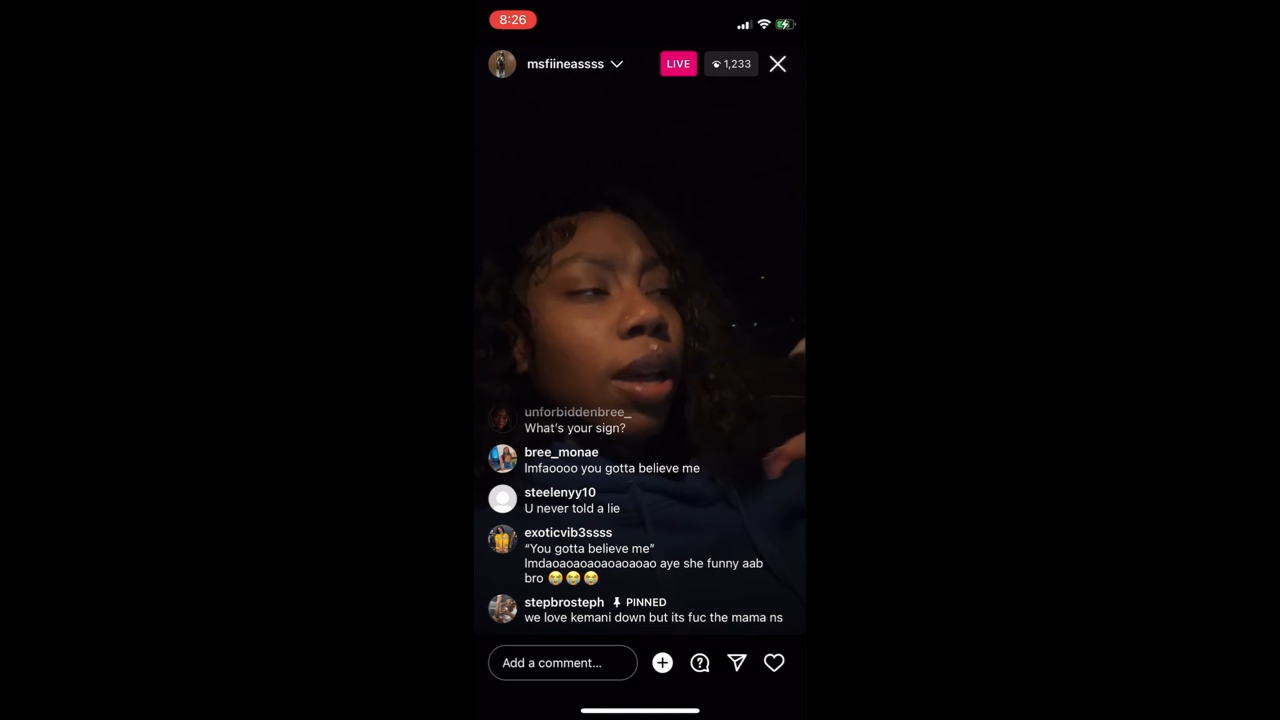 8:26
msfiineassss
LIVE
1,233
unforbiddenbree_
What's your sign?
bree_monae
lmfaoooo you gotta believe me
steelenyy10
U never told a lie
exoticvib3ssss
“You gotta believe me”
lmdaoaoaoaoaoaoao aye she funny aab
bro 😭😭😭
stepbrosteph PINNED
we love kemani down but its fuc the mama ns
Add a comment...